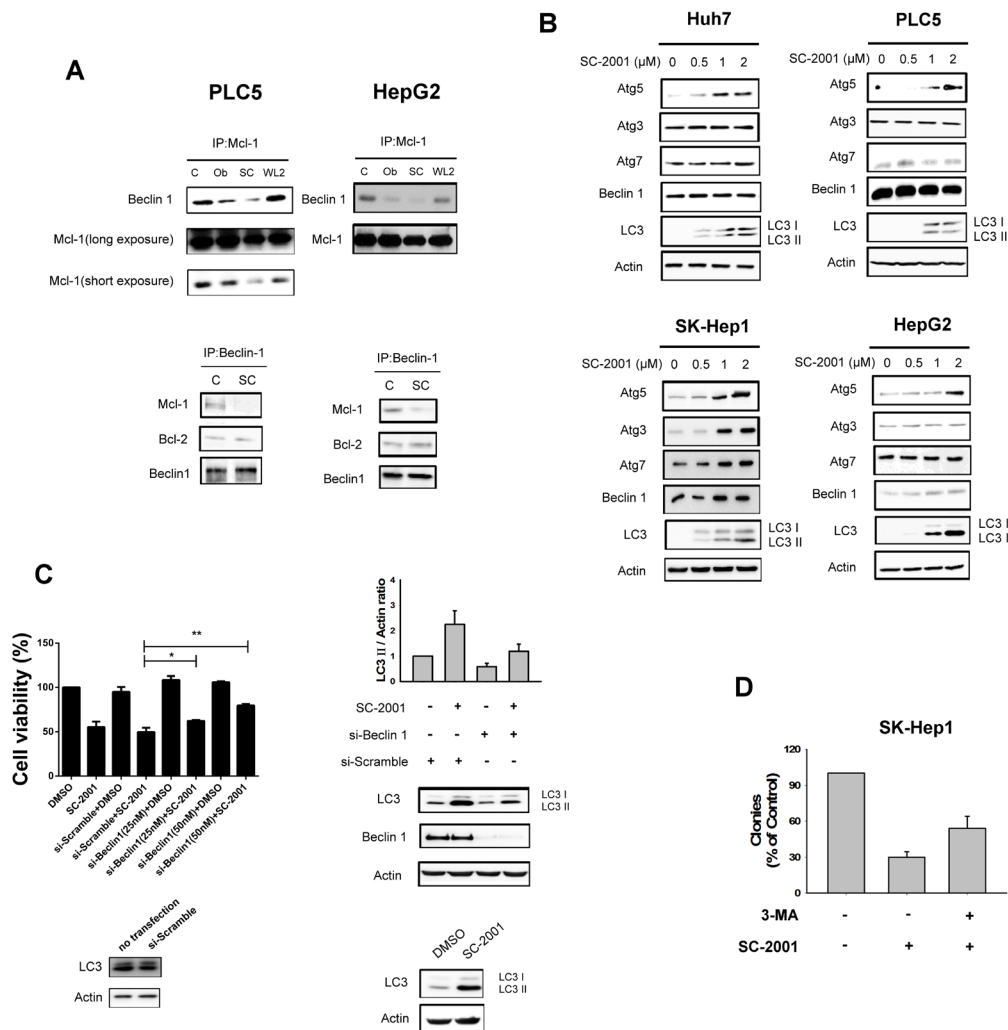 A
PLC5 HepG2
IP:Mcl-1 IP:Mcl-1
C Ob SC WL2 C Ob SC WL2
Beclin 1 Beclin 1
Mcl-1(long exposure) Mcl-1
Mcl-1(short exposure)
IP:Beclin-1 IP:Beclin-1
C SC C SC
Mcl-1 Mcl-1
Bcl-2 Bcl-2
Beclin1 Beclin1
B
Huh7 PLC5
SC-2001 (μM) 0 0.5 1 2 SC-2001 (μM) 0 0.5 1 2
Atg5 Atg5
Atg3 Atg3
Atg7 Atg7
Beclin 1 Beclin 1
LC3 LC3 I LC3 LC3 I
LC3 II LC3 II
Actin Actin
SK-Hep1 HepG2
SC-2001 (μM) 0 0.5 1 2 SC-2001 (μM) 0 0.5 1 2
Atg5 Atg5
Atg3 Atg3
Atg7 Atg7
Beclin 1 Beclin 1
LC3 LC3 I LC3 LC3 I
LC3 II LC3 I
Actin Actin
C
Cell viability (%)
150
100
50
0
*
**
DMSO
SC-2001
si-Scramble+DMSO
si-Scramble+SC-2001
si-Beclin1(25nM)+DMSO
si-Beclin1(25nM)+SC-2001
si-Beclin1(50nM)+DMSO
si-Beclin1(50nM)+SC-2001
no transfection
si-Scramble
LC3
Actin
LC3 II / Actin ratio
4
3
2
1
0
SC-2001 - + - +
si-Beclin 1 - - + +
si-Scramble + + - -
LC3 LC3 I
LC3 II
Beclin 1
Actin
DMSO
SC-2001
LC3 LC3 I
LC3 II
Actin
D
SK-Hep1
Clonies
(% of Control)
120
90
60
30
0
3-MA - - +
SC-2001 - + +